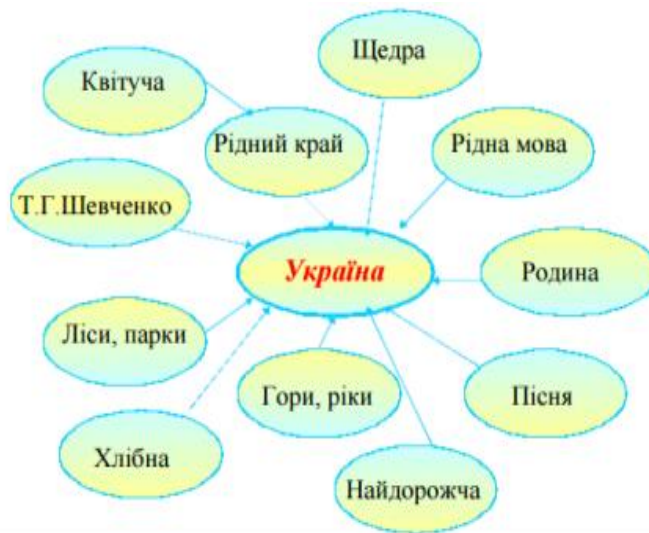 Щедра
Квітуча
Рідний край
Рідна мова
Т.Г.Шевченко
Україна
Родина
Ліси, парки
Гори, ріки
Пісня
Хлібна
Найдорожча